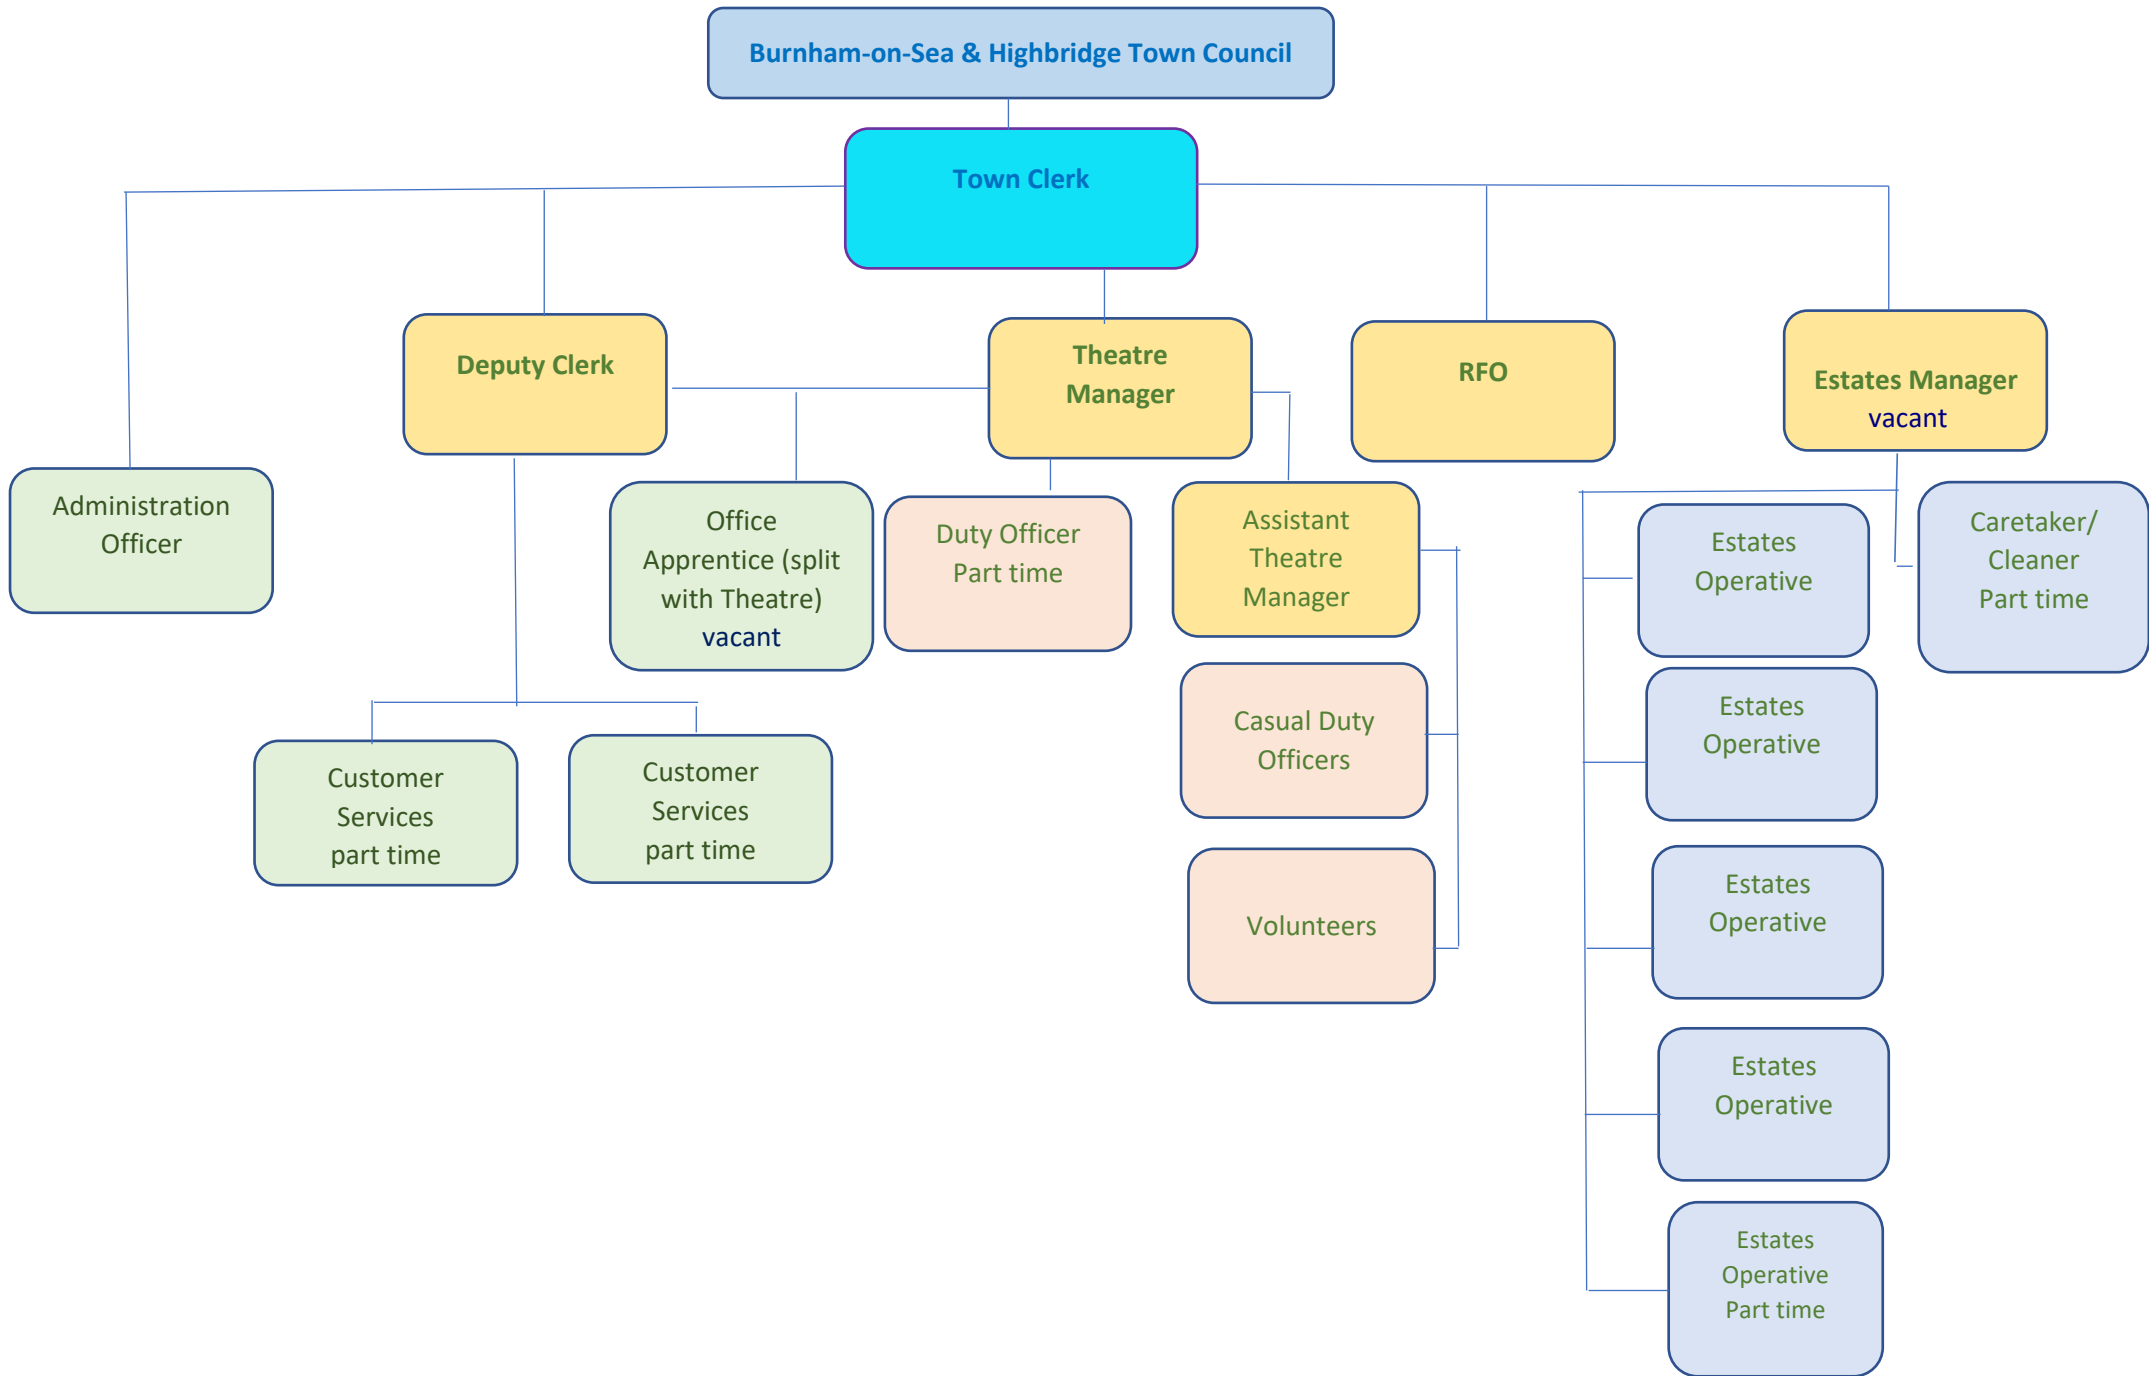 Burnham-on-Sea & Highbridge Town Council
Town Clerk
Deputy Clerk
Theatre
Manager
RFO
Estates Manager
vacant
Administration
Officer
Office
Apprentice (split
with Theatre)
vacant
Duty Officer
Part time
Assistant
Theatre
Manager
Estates
Operative
Caretaker/
Cleaner
Part time
Customer
Services
part time
Customer
Services
part time
Casual Duty
Officers
Estates
Operative
Volunteers
Estates
Operative
Estates
Operative
Estates
Operative
Part time